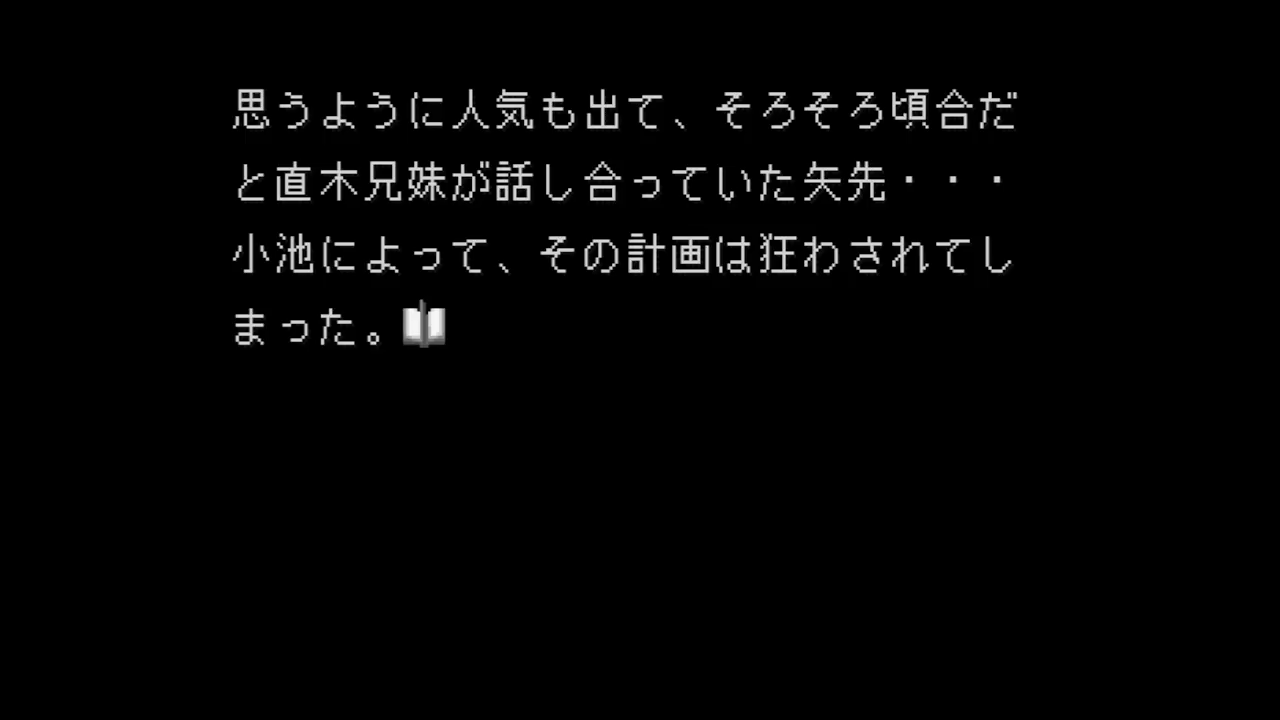 思うように人気も出て、そろそろ頃合だ
と直木兄妹が話し合っていた矢先・・・
小池によって、その計画は狂わされてし
まった。